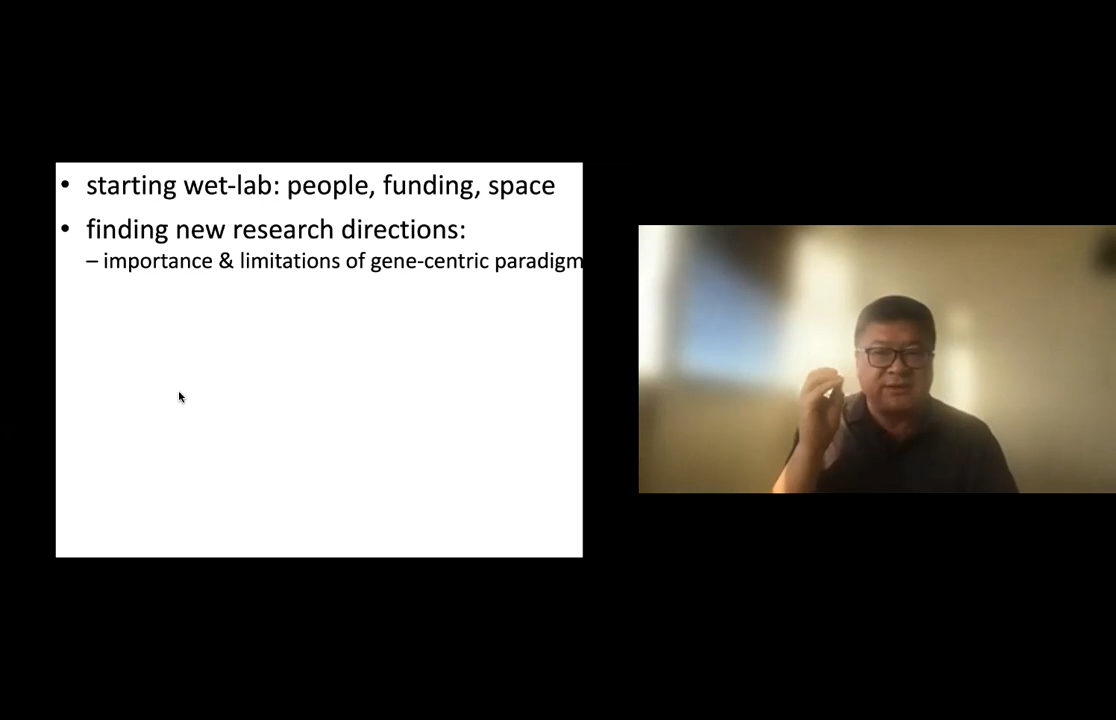 • starting wet-lab: people, funding, space
• finding new research directions:
– importance & limitations of gene-centric paradigm